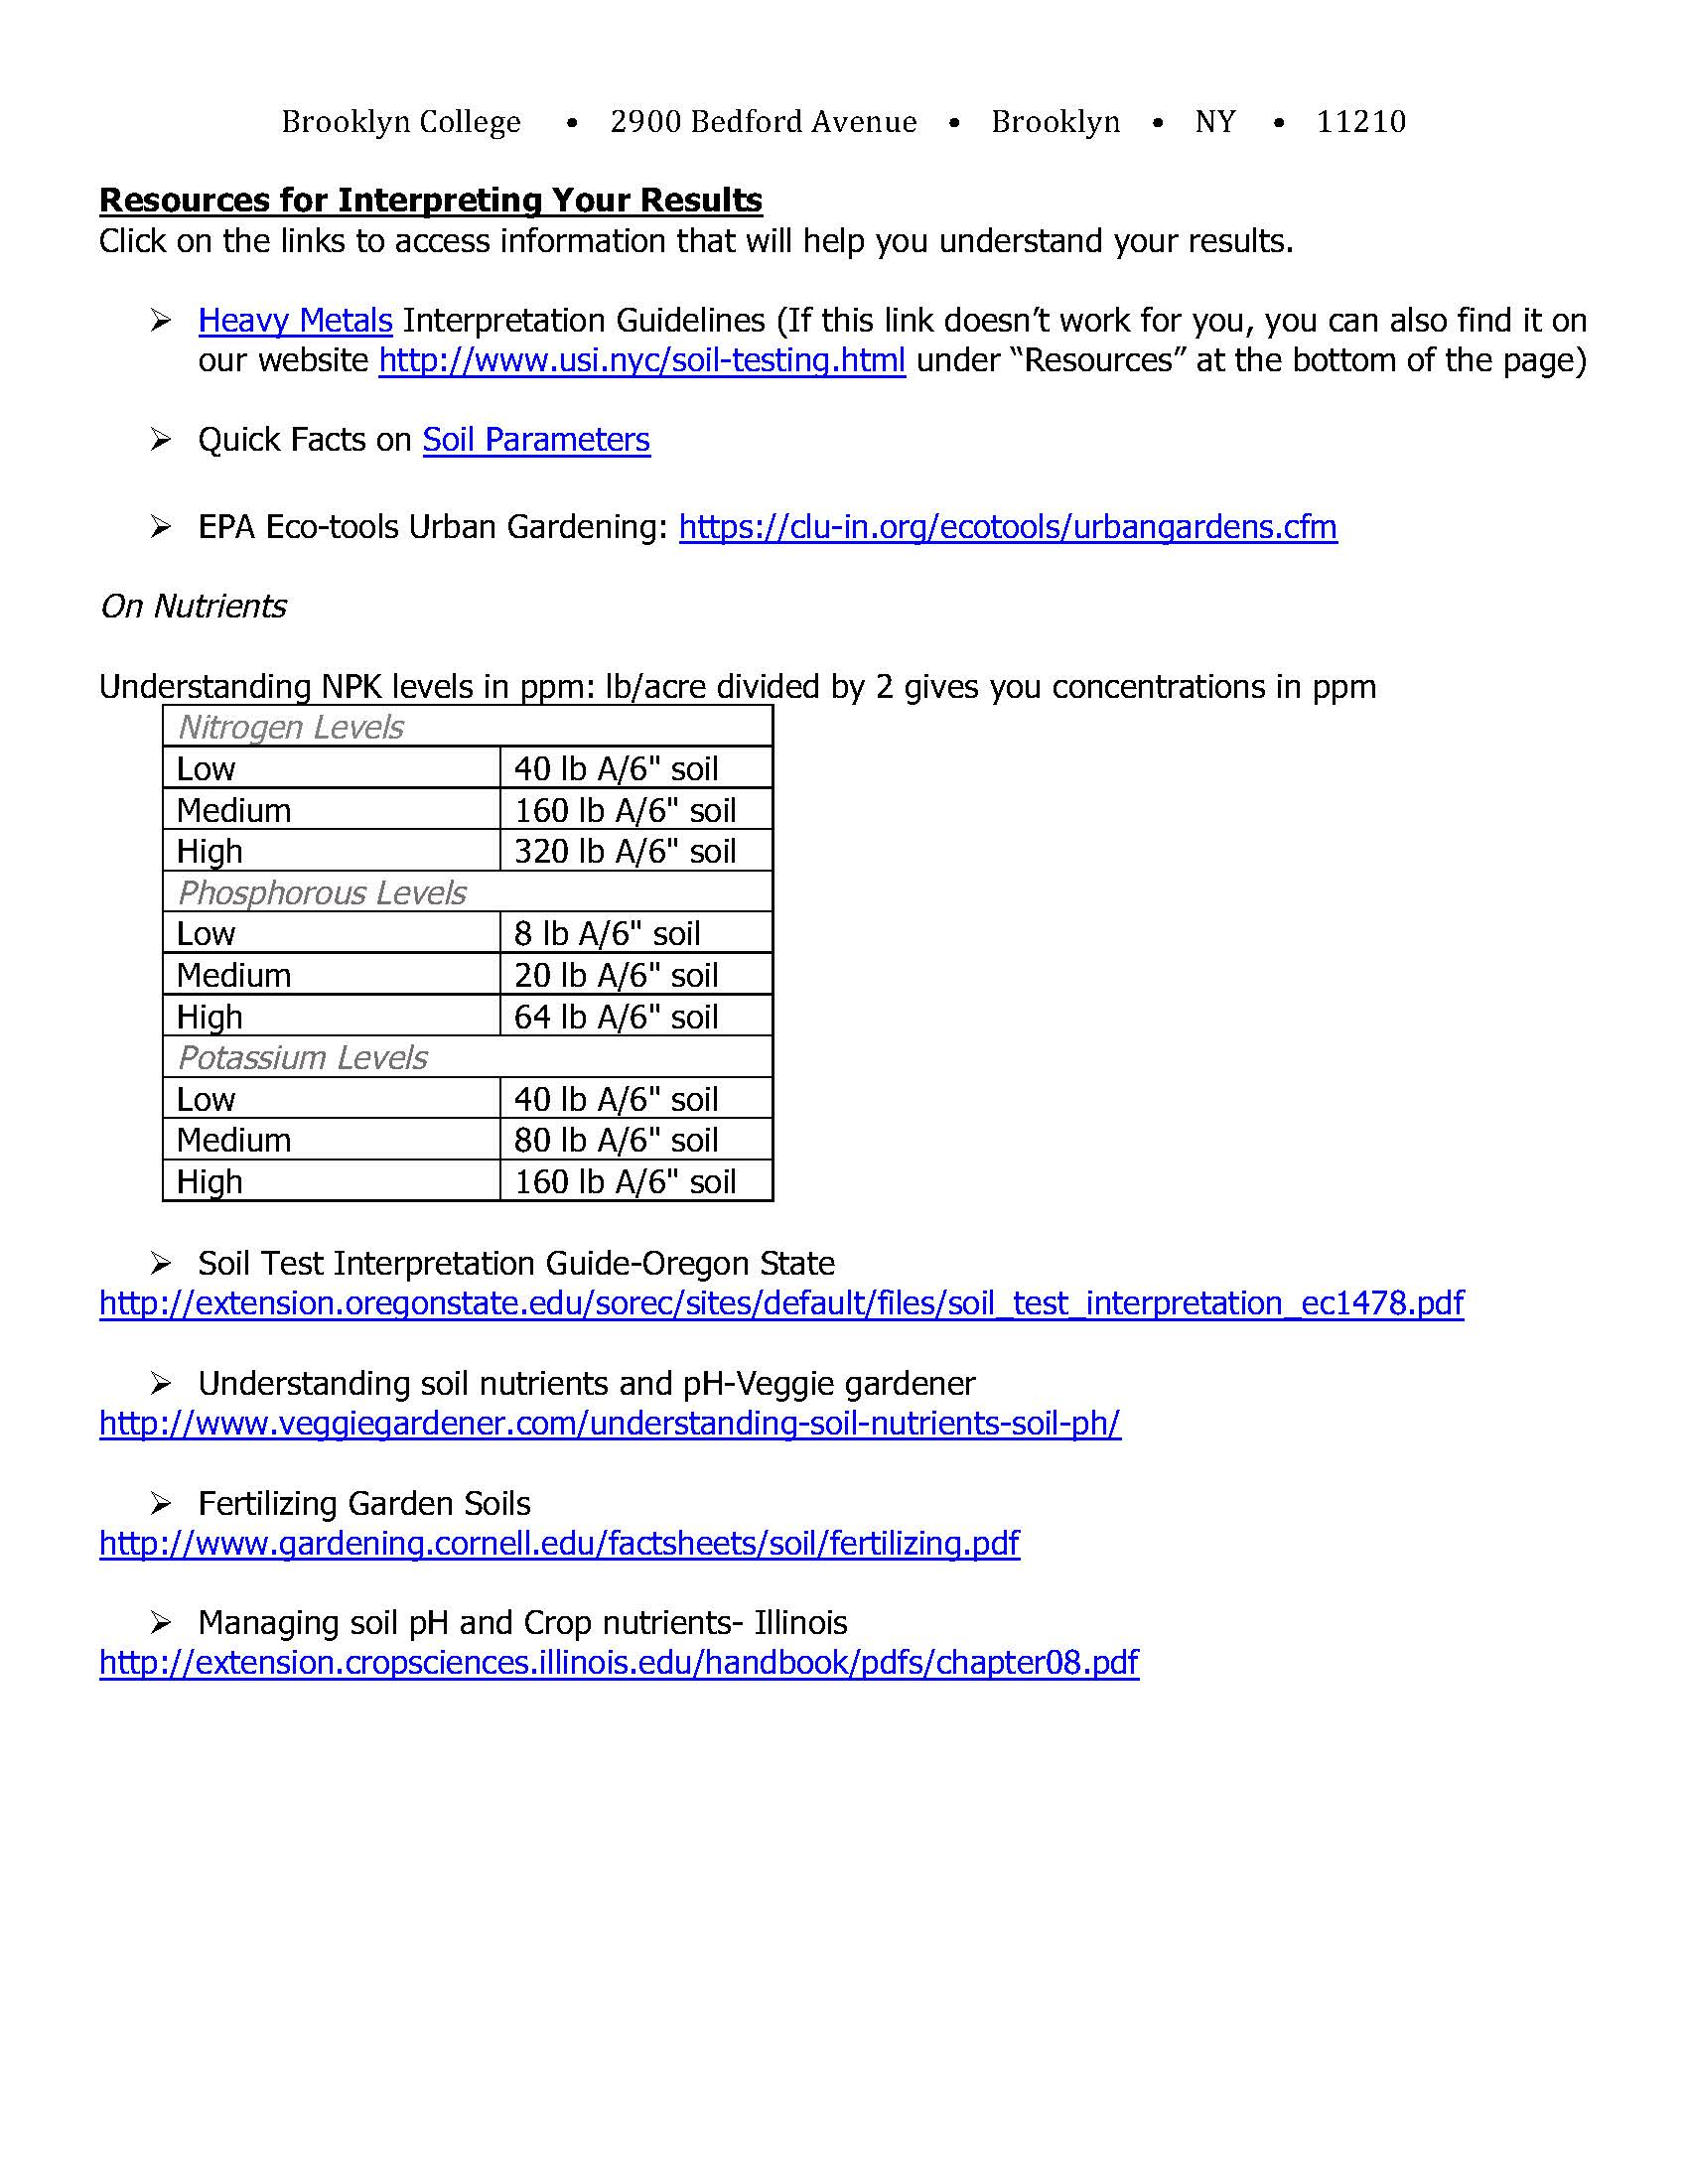 Brooklyn College • 2900 Bedford Avenue • Brooklyn • NY • 11210
Resources for Interpreting Your Results
Click on the links to access information that will help you understand your results.
➢ Heavy Metals Interpretation Guidelines (If this link doesn’t work for you, you can also find it on
our website http://www.usi.nyc/soil-testing.html under “Resources” at the bottom of the page)
➢ Quick Facts on Soil Parameters
➢ EPA Eco-tools Urban Gardening: https://clu-in.org/ecotools/urbangardens.cfm
On Nutrients
Understanding NPK levels in ppm: lb/acre divided by 2 gives you concentrations in ppm
Nitrogen Levels
Low 40 lb A/6" soil
Medium 160 lb A/6" soil
High 320 lb A/6" soil
Phosphorous Levels
Low 8 lb A/6" soil
Medium 20 lb A/6" soil
High 64 lb A/6" soil
Potassium Levels
Low 40 lb A/6" soil
Medium 80 lb A/6" soil
High 160 lb A/6" soil
➢ Soil Test Interpretation Guide-Oregon State
http://extension.oregonstate.edu/sorec/sites/default/files/soil_test_interpretation_ec1478.pdf
➢ Understanding soil nutrients and pH-Veggie gardener
http://www.veggiegardener.com/understanding-soil-nutrients-soil-ph/
➢ Fertilizing Garden Soils
http://www.gardening.cornell.edu/factsheets/soil/fertilizing.pdf
➢ Managing soil pH and Crop nutrients- Illinois
http://extension.cropsciences.illinois.edu/handbook/pdfs/chapter08.pdf